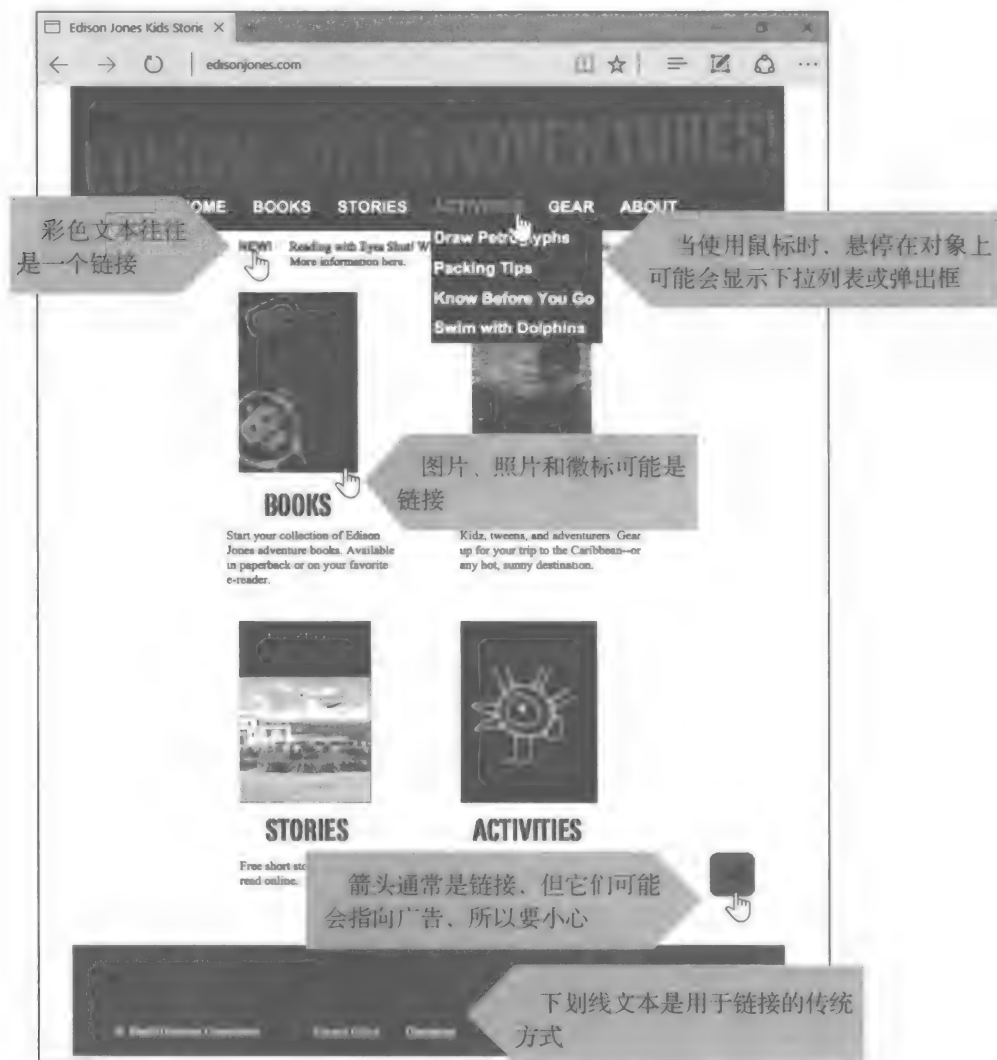 Edison Jones Kids Storie
edisonjones.com
ADVENTURES
HOME BOOKS STORIES ACTIVITIES GEAR ABOUT
彩色文本往往
是一个链接
NEW! Reading with Eyes Shut! W
More information here.
Draw Petroglyphs
Packing Tips
Know Before You Go
Swim with Dolphins
当使用鼠标时、悬停在对象上
可能会显示下拉列表或弹出框
图片、照片和徽标可能是
链接
BOOKS
Start your collection of Edison
Jones adventure books. Available
in paperback or on your favorite
e-reader.
Kidz, tweens, and adventurers. Gear
up for your trip to the Caribbean--or
any hot, sunny destination.
STORIES
ACTIVITIES
Free short sto
read online.
箭头通常是链接、但它们可能
会指向广告、所以要小心
下划线文本是用于链接的传统
方式